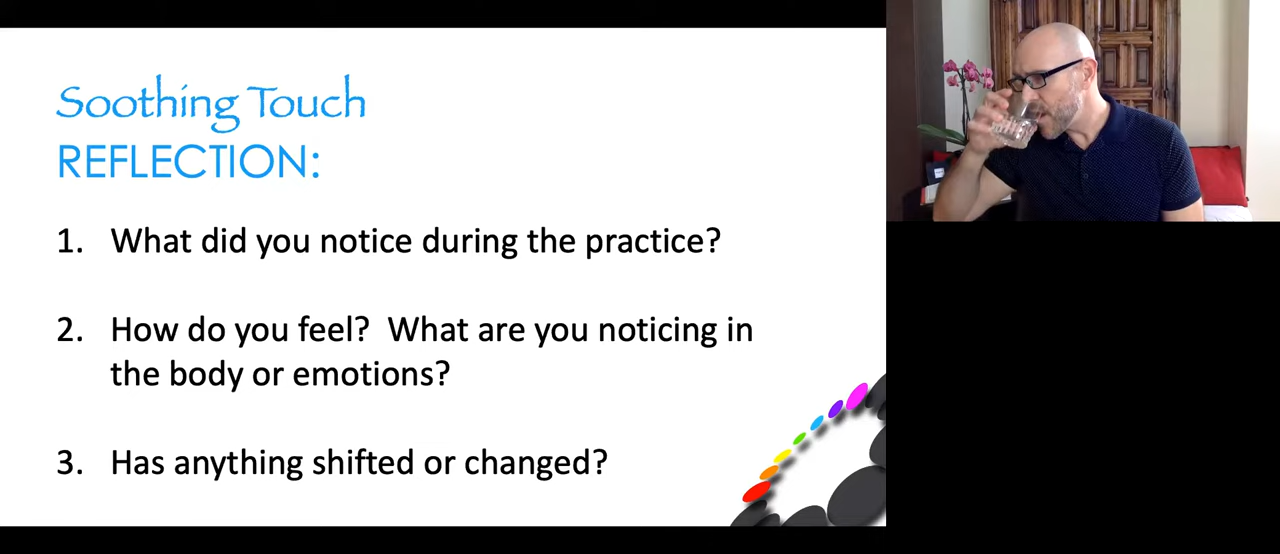 Soothing Touch
REFLECTION:
1. What did you notice during the practice?
2. How do you feel?  What are you noticing in
the body or emotions?
3. Has anything shifted or changed?